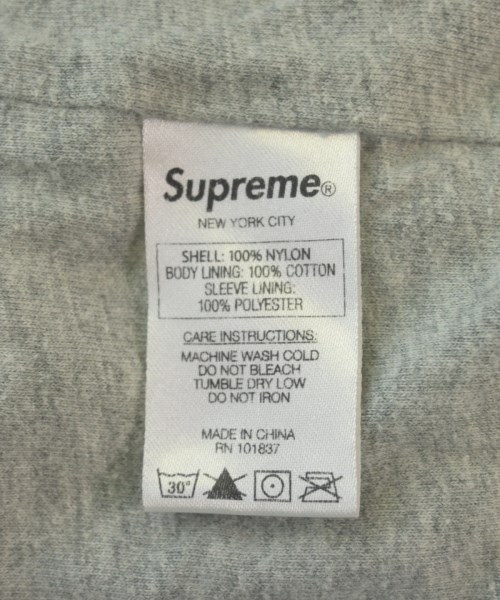 Supreme®
NEW YORK CITY
SHELL: 100% NYLON
BODY LINING: 100% COTTON
SLEEVE LINING:
100% POLYESTER
CARE INSTRUCTIONS:
MACHINE WASH COLD
DO NOT BLEACH
TUMBLE DRY LOW
DO NOT IRON
MADE IN CHINA
RN 101837
30°